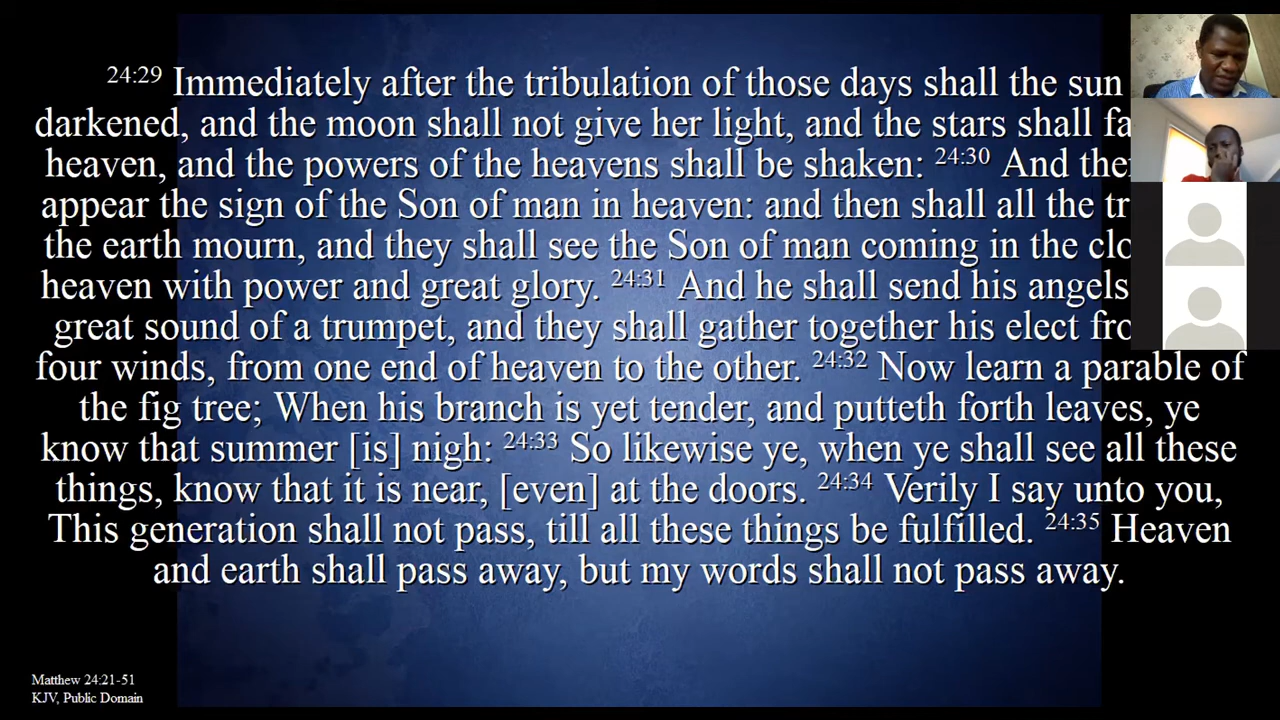 24:29 Immediately after the tribulation of those days shall the sun
darkened, and the moon shall not give her light, and the stars shall
heaven, and the powers of the heavens shall be shaken: 24:30 And
appear the sign of the Son of man in heaven: and then shall all the
the earth mourn, and they shall see the Son of man coming in the
heaven with power and great glory. 24:31 And he shall send his angels
great sound of a trumpet, and they shall gather together his elect
four winds, from one end of heaven to the other. 24:32 Now learn a parable of
the fig tree; When his branch is yet tender, and putteth forth leaves, ye
know that summer [is] nigh: 24:33 So likewise ye, when ye shall see all these
things, know that it is near, [even] at the doors. 24:34 Verily I say unto you,
This generation shall not pass, till all these things be fulfilled. 24:35 Heaven
and earth shall pass away, but my words shall not pass away.
Matthew 24:21-51
KJV, Public Domain